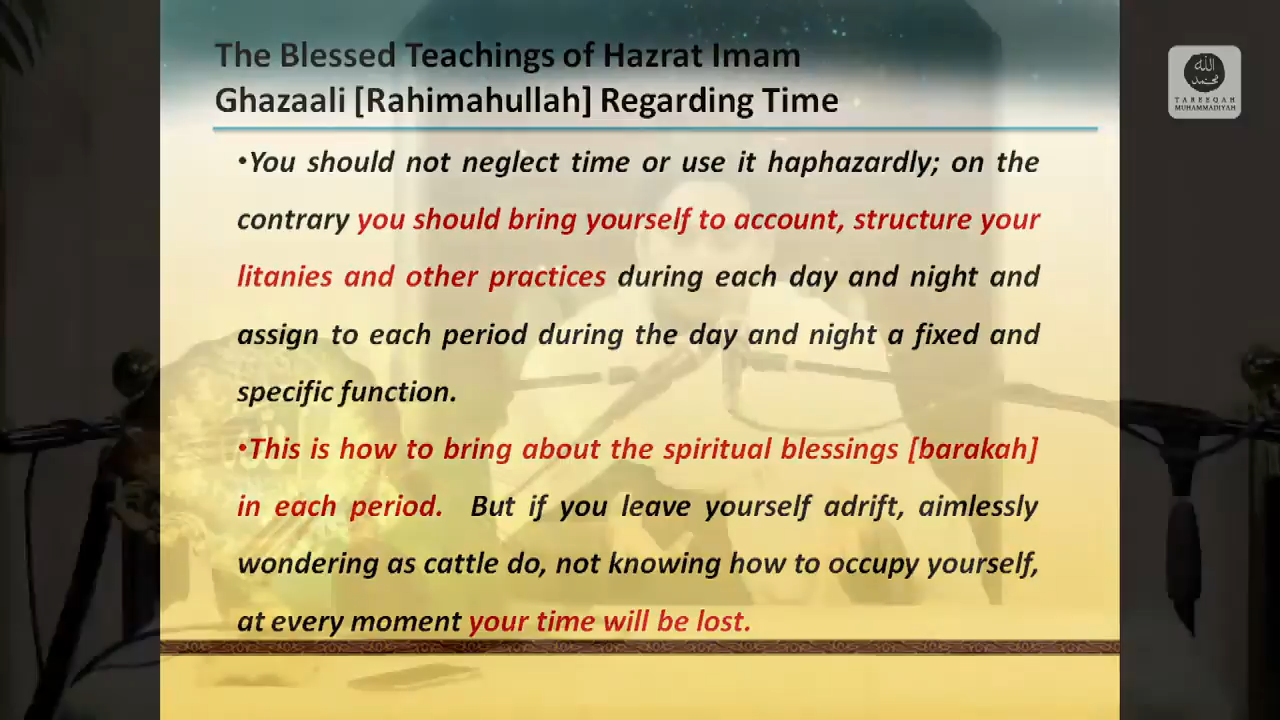 The Blessed Teachings of Hazrat Imam
Ghazaali [Rahimahullah] Regarding Time
•You should not neglect time or use it haphazardly; on the
contrary you should bring yourself to account, structure your
litanies and other practices during each day and night and
assign to each period during the day and night a fixed and
specific function.
•This is how to bring about the spiritual blessings [barakah]
in each period. But if you leave yourself adrift, aimlessly
wondering as cattle do, not knowing how to occupy yourself,
at every moment your time will be lost.
الله
محمد
TAREEQAH
MUHAMMADIYAH